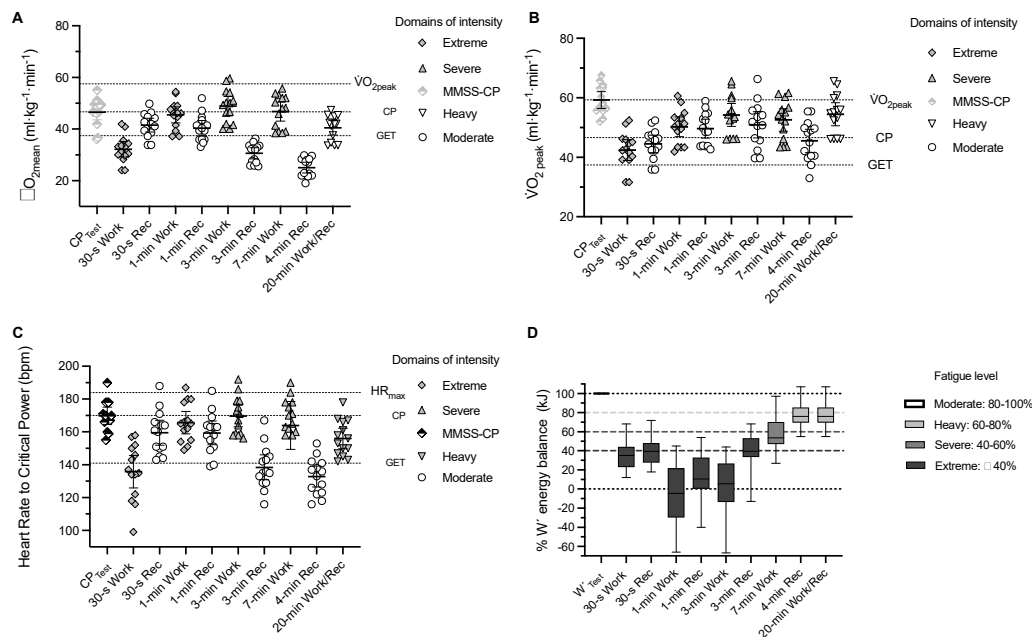 A
Domains of intensity
Extreme
Severe
MMSS-CP
Heavy
Moderate
□O2mean (ml·kg-1·min-1)
80
60
50
40
30
20
V̇O2peak
CP
GET
CPTest
30-s Work
30-s Rec
1-min Work
1-min Rec
3-min Work
3-min Rec
7-min Work
4-min Rec
20-min Work/Rec
B
Domains of intensity
Extreme
Severe
MMSS-CP
Heavy
Moderate
V̇O2 peak (ml·kg-1·min-1)
80
60
50
40
20
V̇O2peak
CP
GET
CPTest
30-s Work
30-s Rec
1-min Work
1-min Rec
3-min Work
3-min Rec
7-min Work
4-min Rec
20-min Work/Rec
C
Domains of intensity
Extreme
Severe
MMSS-CP
Heavy
Moderate
Heart Rate to Critical Power (bpm)
200
190
180
160
140
120
100
HRmax
CP
GET
CPTest
30-s Work
30-s Rec
1-min Work
1-min Rec
3-min Work
3-min Rec
7-min Work
4-min Rec
20-min Work/Rec
D
Fatigue level
Moderate: 80-100%
Heavy: 60-80%
Severe: 40-60%
Extreme: □ 40%
% W´ energy balance (kJ)
100
80
60
40
20
0
-20
-40
-60
W´Test
30-s Work
30-s Rec
1-min Work
1-min Rec
3-min Work
3-min Rec
7-min Work
4-min Rec
20-min Work/Rec